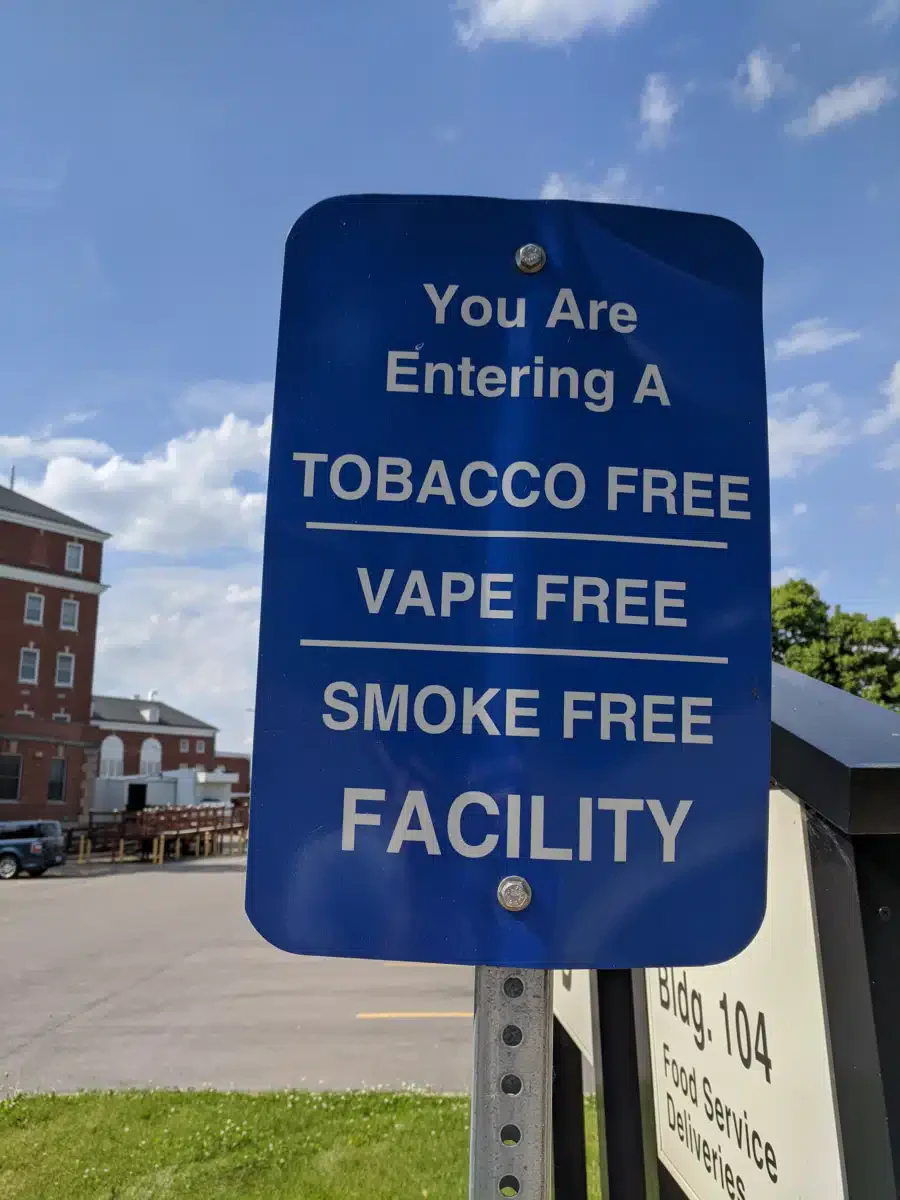 You Are
Entering A
TOBACCO FREE
VAPE FREE
SMOKE FREE
FACILITY
Bldg. 104
Food Service
Deliveries